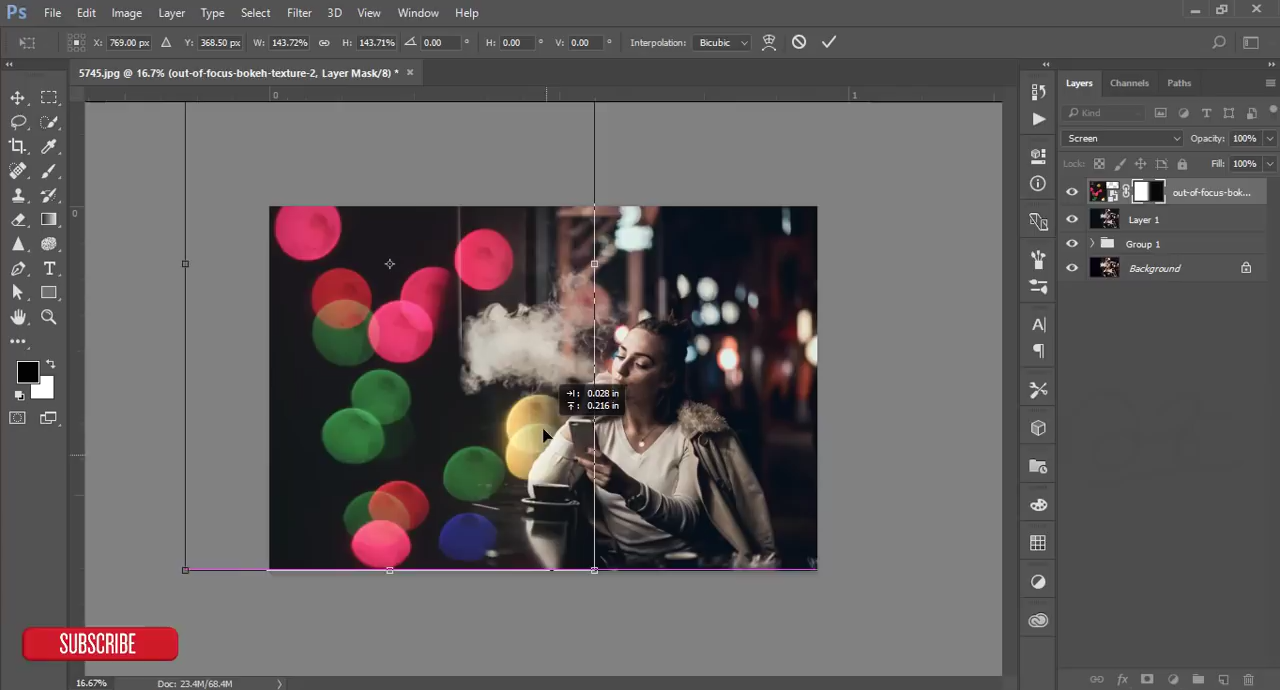 Ps File Edit Image Layer Type Select Filter 3D View Window Help
X: 769.00 px Y: 368.50 px W: 143.72% H: 143.71% 0.00 ° H: 0.00 ° V: 0.00 ° Interpolation: Bicubic
5745.jpg @ 16.7% (out-of-focus-bokeh-texture-2, Layer Mask/8) * ×
Layers Channels Paths
0 1
Kind
Screen Opacity: 100%
Lock: Fill: 100%
out-of-focus-bok...
0
Layer 1
Group 1
Background
0.028 in
0.216 in
SUBSCRIBE
16.67% Doc: 23.4M/68.4M